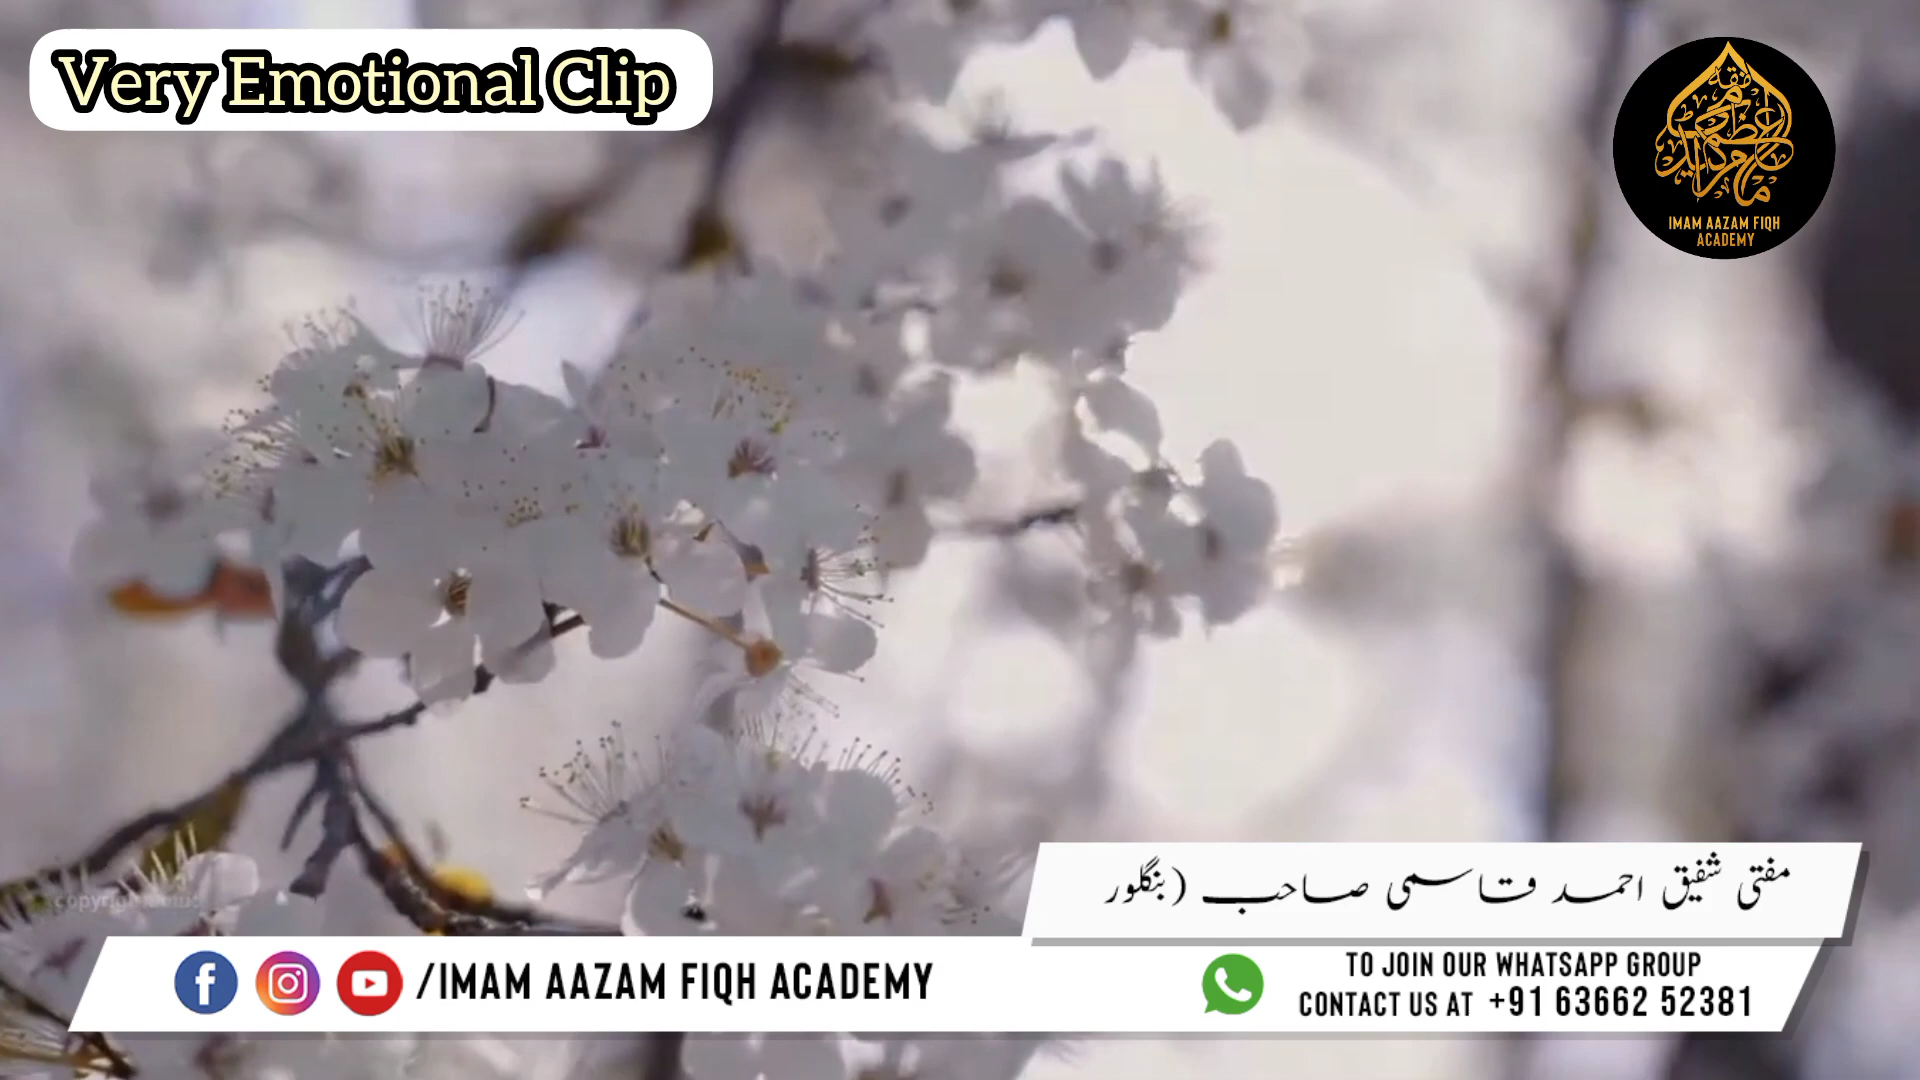 Very Emotional Clip
IMAM AAZAM FIQH
ACADEMY
مفتی شفیق احمد قاسمی صاحب (بنگلور
/IMAM AAZAM FIQH ACADEMY
TO JOIN OUR WHATSAPP GROUP
CONTACT US AT +91 63662 52381